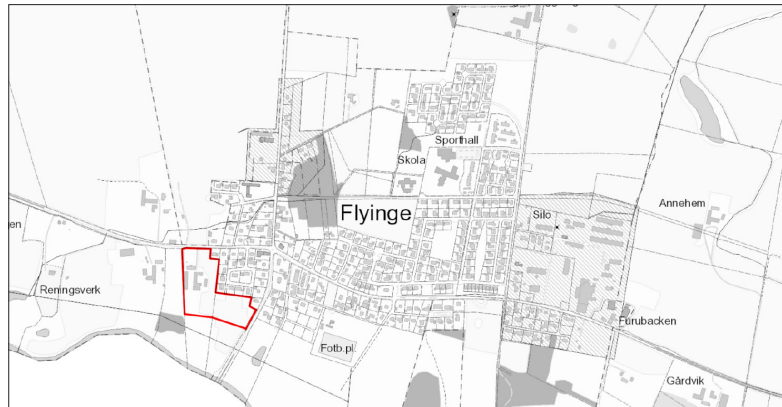 Sporthall
Skola
Annehem
Flyinge
Silo
en
Reningsverk
Furubacken
Fotb.pl.
Gårdvik